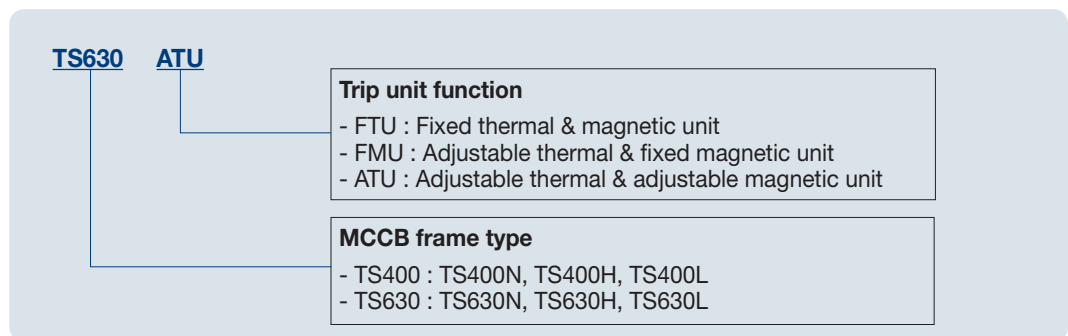 TS630 ATU
Trip unit function
- FTU : Fixed thermal & magnetic unit
- FMU : Adjustable thermal & fixed magnetic unit
- ATU : Adjustable thermal & adjustable magnetic unit
MCCB frame type
- TS400 : TS400N, TS400H, TS400L
- TS630 : TS630N, TS630H, TS630L